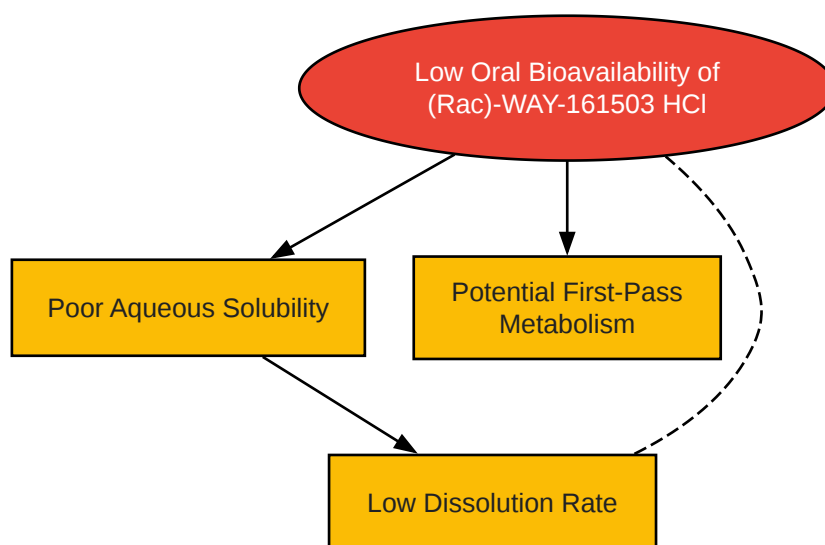 Low Oral Bioavailability of
(Rac)-WAY-161503 HCl
Poor Aqueous Solubility
Potential First-Pass
Metabolism
Low Dissolution Rate